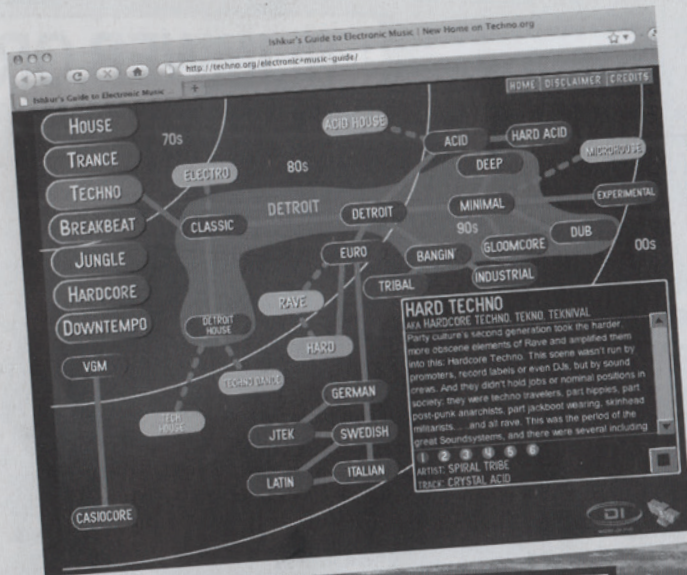 Ishkur's Guide to Electronic Music | New Home on Techno.org
http://techno.org/electronic-music-guide/
Ishkur's Guide to Electronic Music ...
HOME | DISCLAIMER | CREDITS
HOUSE
TRANCE
TECHNO
BREAKBEAT
JUNGLE
HARDCORE
DOWNTEMPO
70s
80s
90s
00s
ACID HOUSE
ACID
HARD ACID
ELECTRO
DEEP
MICROHOUSE
DETROIT
CLASSIC
DETROIT
MINIMAL
EXPERIMENTAL
EURO
BANGIN'
GLOOMCORE
DUB
TRIBAL
INDUSTRIAL
RAVE
DETROIT
HOUSE
HARD
TECHNO DANCE
TECH
HOUSE
VGM
CASIOCORE
GERMAN
JTEK
SWEDISH
LATIN
ITALIAN
HARD TECHNO
AKA HARDCORE TECHNO, TEKNO, TEKNIVAL
Party culture's second generation took the harder,
more obscene elements of Rave and amplified them
into this: Hardcore Techno. This scene wasn't run by
promoters, record labels or even DJs, but by sound
crews. And they didn't hold jobs or nominal positions in
society; they were techno travelers, part hippies, part
post-punk anarchists, part jackboot wearing, skinhead
militarists.....and all rave. This was the period of the
great Soundsystems, and there were several including
1 2 3 4 5 6
ARTIST: SPIRAL TRIBE
TRACK: CRYSTAL ACID
DI